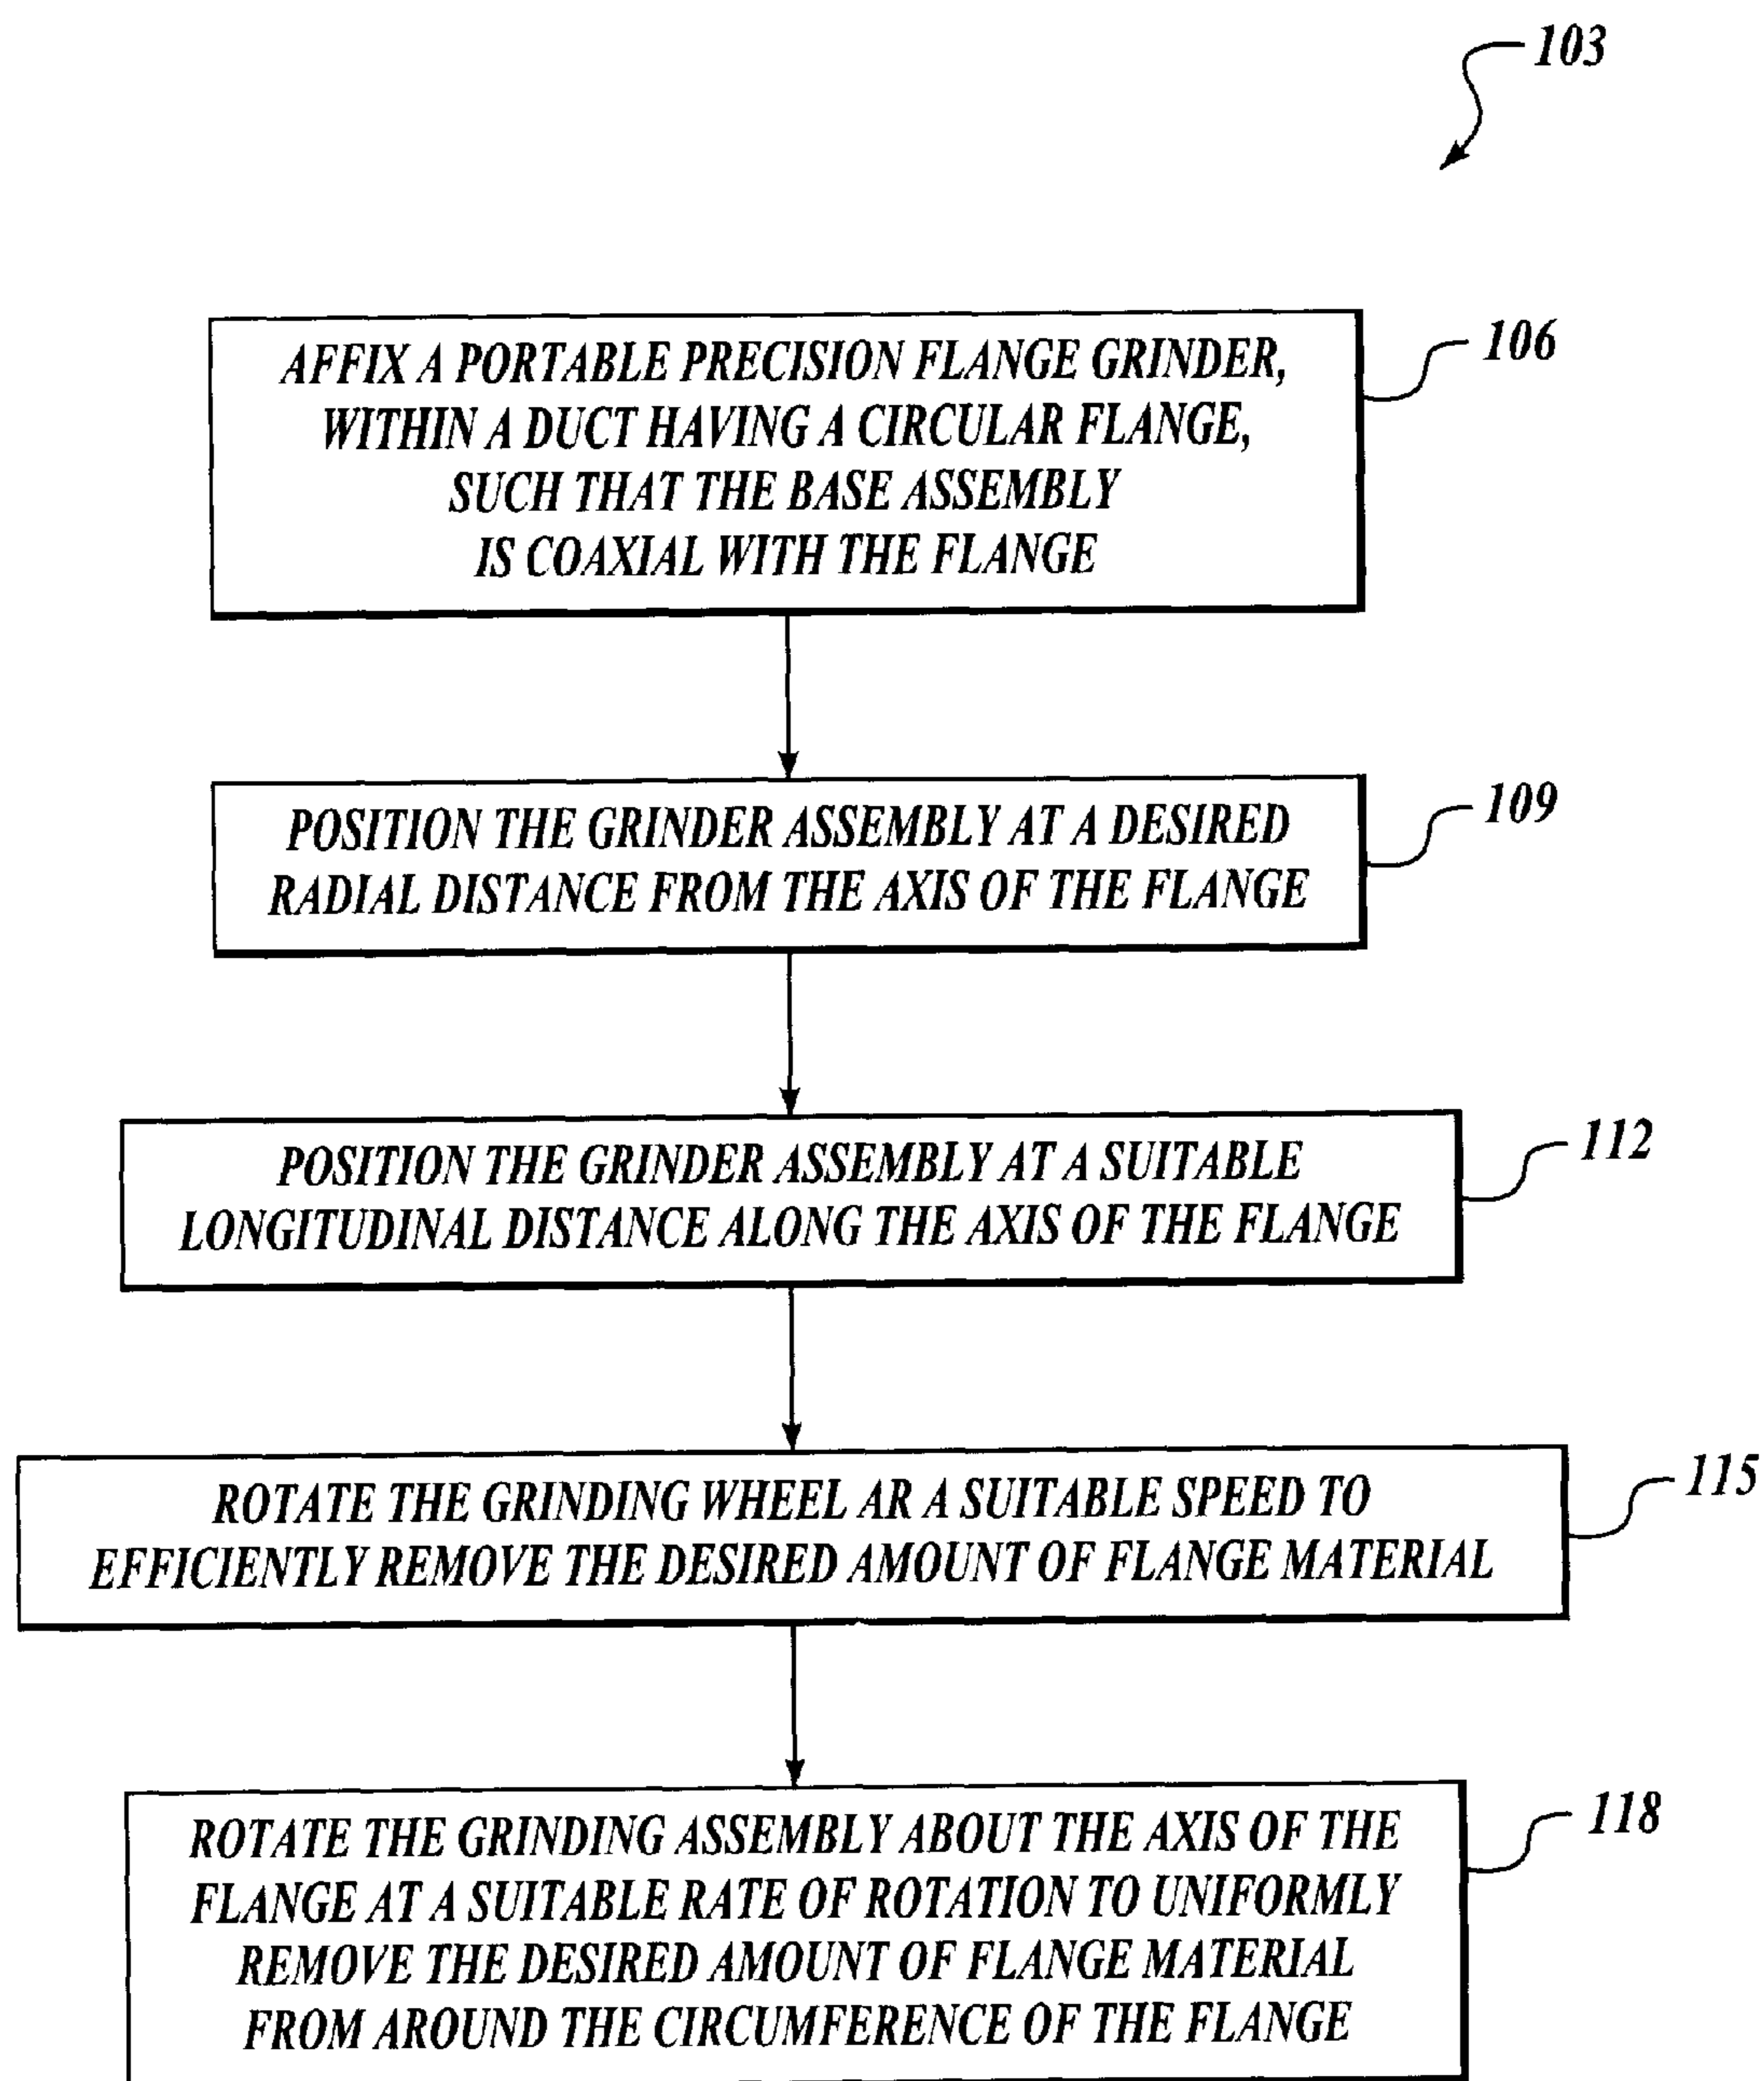 103
AFFIX A PORTABLE PRECISION FLANGE GRINDER,
WITHIN A DUCT HAVING A CIRCULAR FLANGE,
SUCH THAT THE BASE ASSEMBLY
IS COAXIAL WITH THE FLANGE
106
POSITION THE GRINDER ASSEMBLY AT A DESIRED
RADIAL DISTANCE FROM THE AXIS OF THE FLANGE
109
POSITION THE GRINDER ASSEMBLY AT A SUITABLE
LONGITUDINAL DISTANCE ALONG THE AXIS OF THE FLANGE
112
ROTATE THE GRINDING WHEEL AR A SUITABLE SPEED TO
EFFICIENTLY REMOVE THE DESIRED AMOUNT OF FLANGE MATERIAL
115
ROTATE THE GRINDING ASSEMBLY ABOUT THE AXIS OF THE
FLANGE AT A SUITABLE RATE OF ROTATION TO UNIFORMLY
REMOVE THE DESIRED AMOUNT OF FLANGE MATERIAL
FROM AROUND THE CIRCUMFERENCE OF THE FLANGE
118